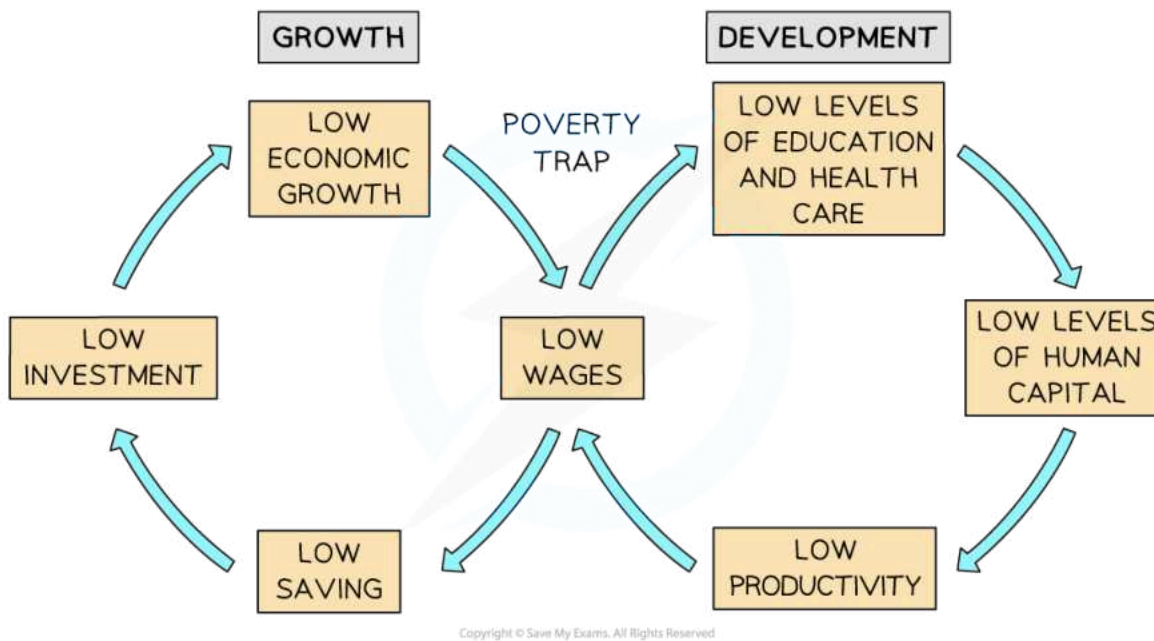 GROWTH
DEVELOPMENT
LOW
ECONOMIC
GROWTH
POVERTY
TRAP
LOW LEVELS
OF EDUCATION
AND HEALTH
CARE
LOW
INVESTMENT
LOW
WAGES
LOW LEVELS
OF HUMAN
CAPITAL
LOW
SAVING
LOW
PRODUCTIVITY
Copyright © Save My Exams. All Rights Reserved